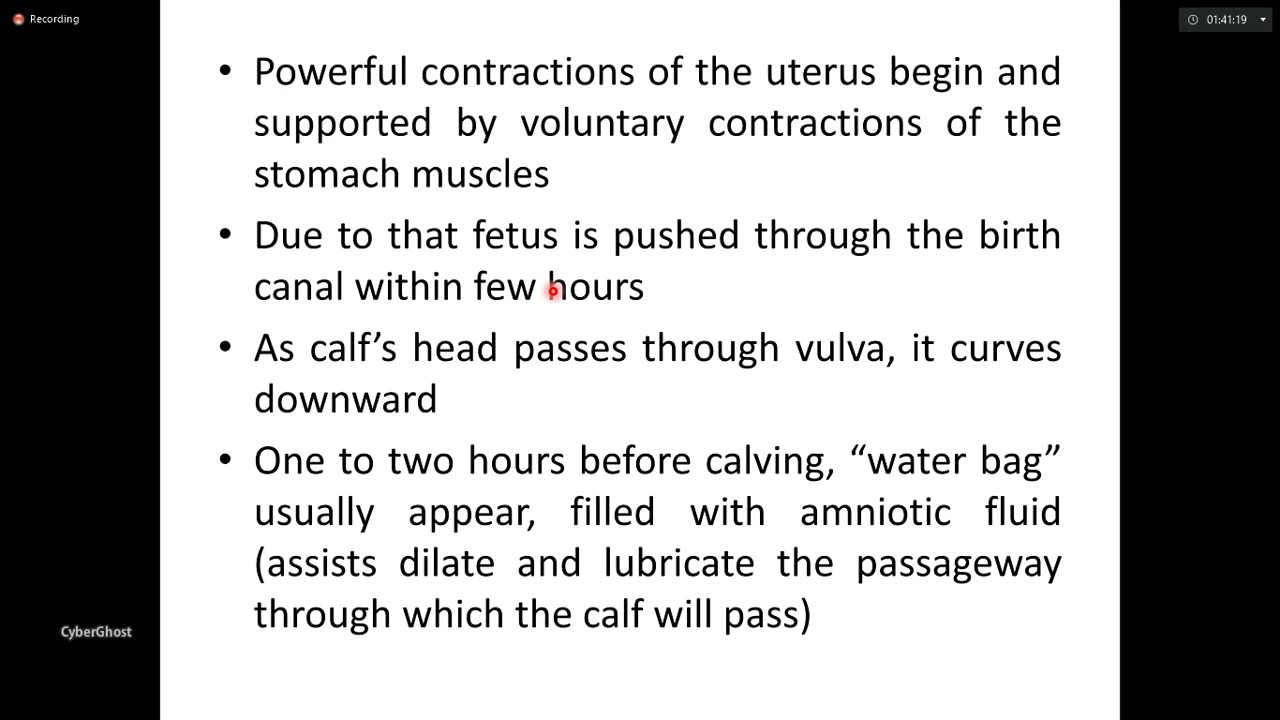 Recording
01:41:19
• Powerful contractions of the uterus begin and
supported by voluntary contractions of the
stomach muscles
• Due to that fetus is pushed through the birth
canal within few hours
• As calf’s head passes through vulva, it curves
downward
• One to two hours before calving, “water bag”
usually appear, filled with amniotic fluid
(assists dilate and lubricate the passageway
through which the calf will pass)
CyberGhost